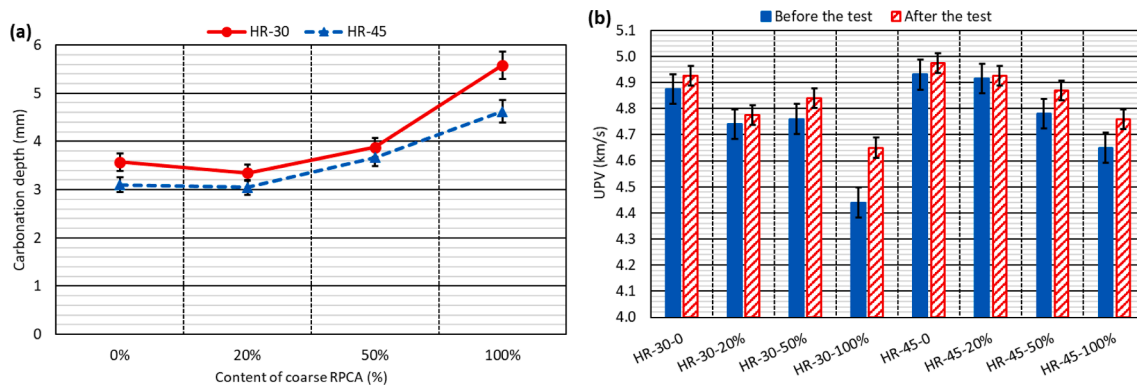 (a)
HR-30
HR-45
6
5
4
3
2
1
0
Carbonation depth (mm)
0%
20%
50%
100%
Content of coarse RPCA (%)
(b)
Before the test
After the test
5.1
5.0
4.9
4.8
4.7
4.6
4.5
4.4
4.3
4.2
4.1
4.0
UPV (km/s)
HR-30-0
HR-30-20%
HR-30-50%
HR-30-100%
HR-45-0
HR-45-20%
HR-45-50%
HR-45-100%